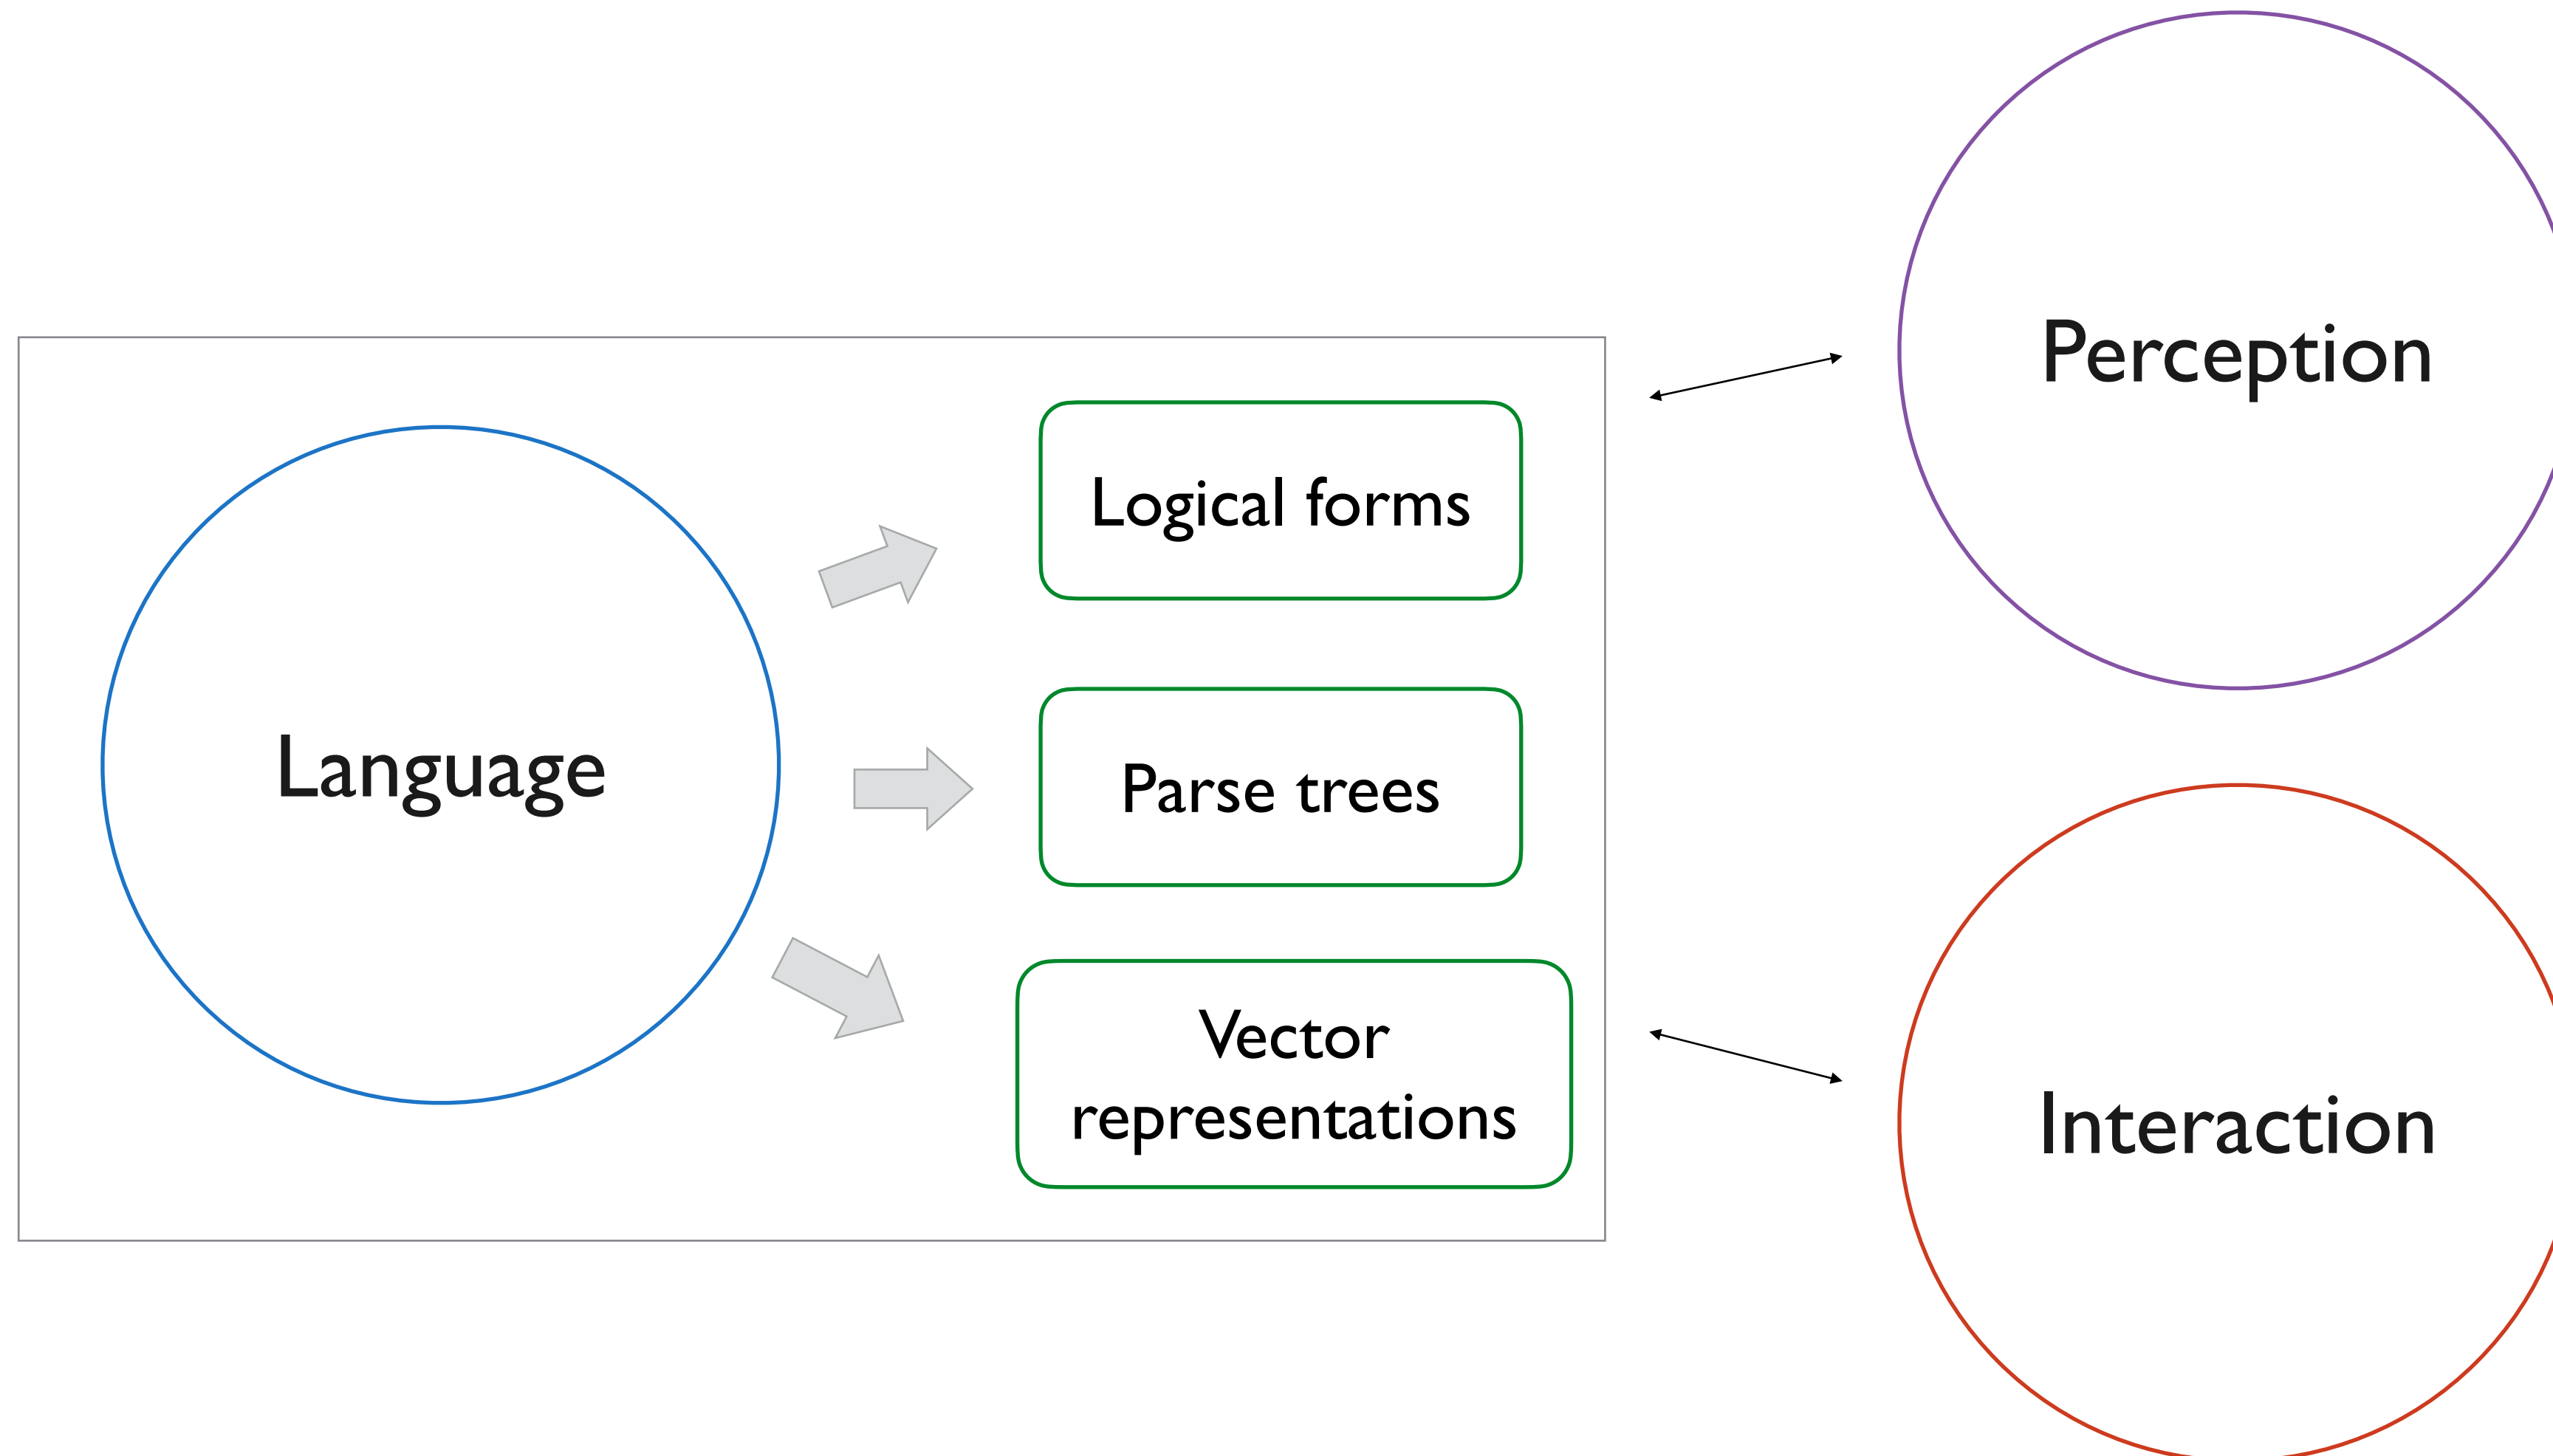 Language
Logical forms
Parse trees
Vector
representations
Perception
Interaction